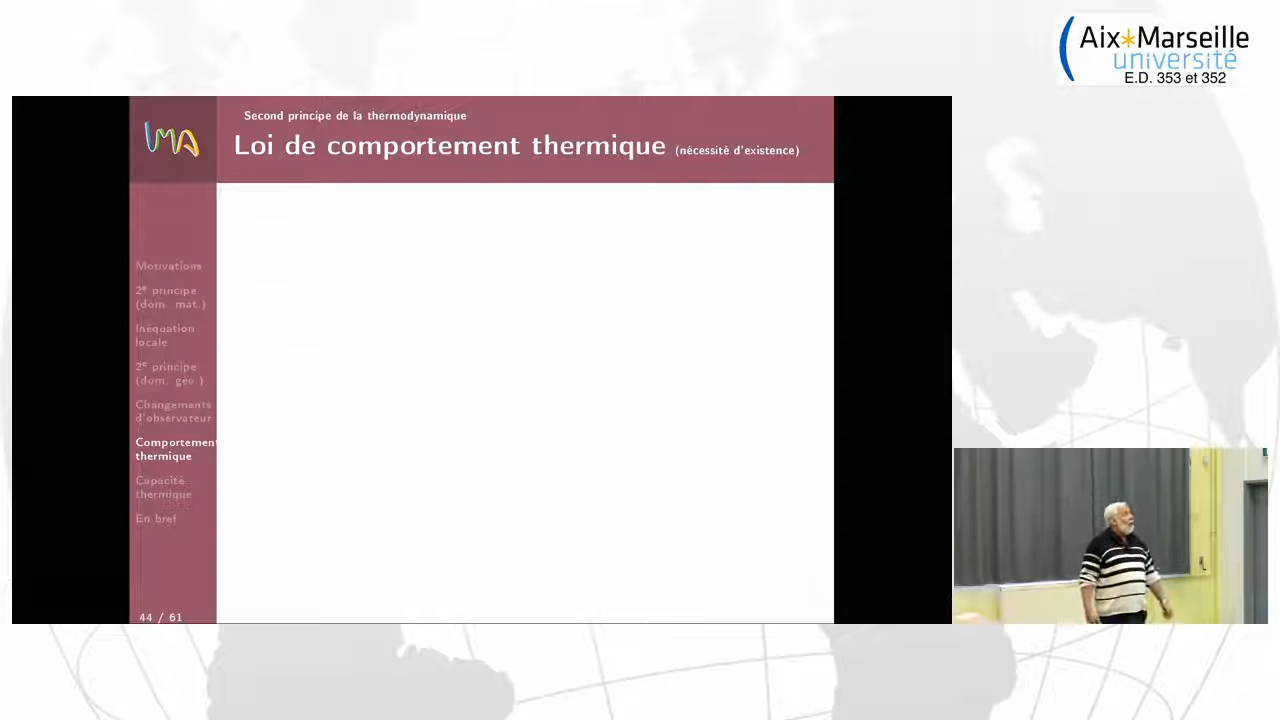 Aix*Marseille
université
E.D. 353 et 352
LMA
Second principe de la thermodynamique
Loi de comportement thermique (nécessité d'existence)
Motivations
2e principe
(dom. mat.)
Inéquation
locale
2e principe
(dom. géo.)
Changements
d'observateur
Comportement
thermique
Capacité
thermique
En bref
44 / 61